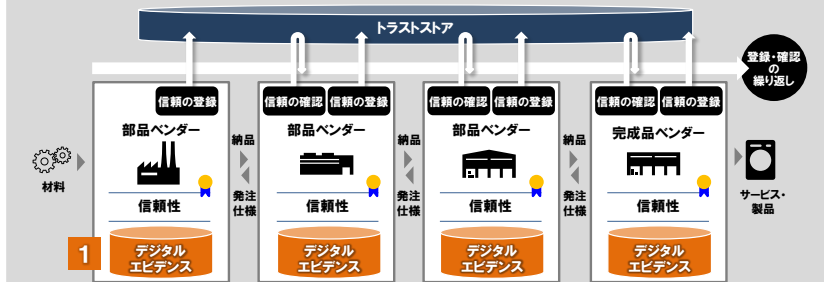 トラストストア
登録・確認
の
繰り返し
信頼の登録
信頼の確認
信頼の登録
信頼の確認
信頼の登録
信頼の確認
信頼の登録
部品ベンダー
部品ベンダー
部品ベンダー
完成品ベンダー
納品
納品
納品
材料
発注
仕様
発注
仕様
発注
仕様
サービス・
製品
信頼性
信頼性
信頼性
信頼性
1
デジタル
エビデンス
デジタル
エビデンス
デジタル
エビデンス
デジタル
エビデンス